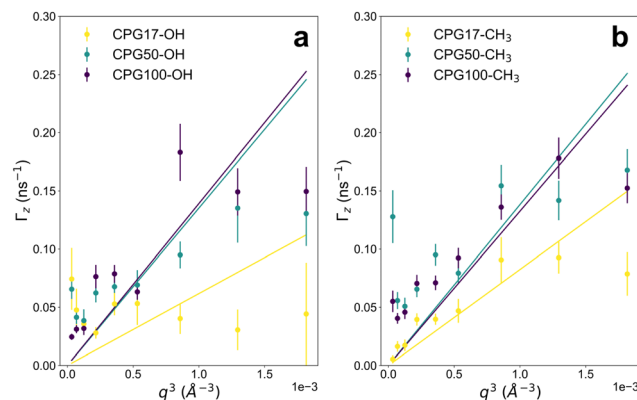 a
CPG17-OH
CPG50-OH
CPG100-OH
0.30
0.25
0.20
0.15
0.10
0.05
0.00
Γz (ns⁻¹)
0.0 0.5 1.0 1.5
1e−3
q³ (Å⁻³)
b
CPG17-CH₃
CPG50-CH₃
CPG100-CH₃
0.30
0.25
0.20
0.15
0.10
0.05
0.00
Γz (ns⁻¹)
0.0 0.5 1.0 1.5
1e−3
q³ (Å⁻³)